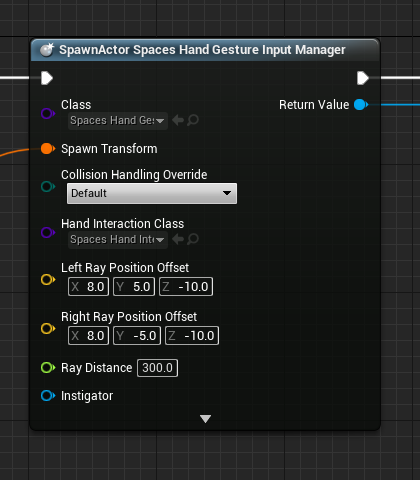 SpawnActor Spaces Hand Gesture Input Manager
Class
Return Value
Spaces Hand Ges
Spawn Transform
Collision Handling Override
Default
Hand Interaction Class
Spaces Hand Inte
Left Ray Position Offset
X 8.0 Y 5.0 Z -10.0
Right Ray Position Offset
X 8.0 Y -5.0 Z -10.0
Ray Distance 300.0
Instigator